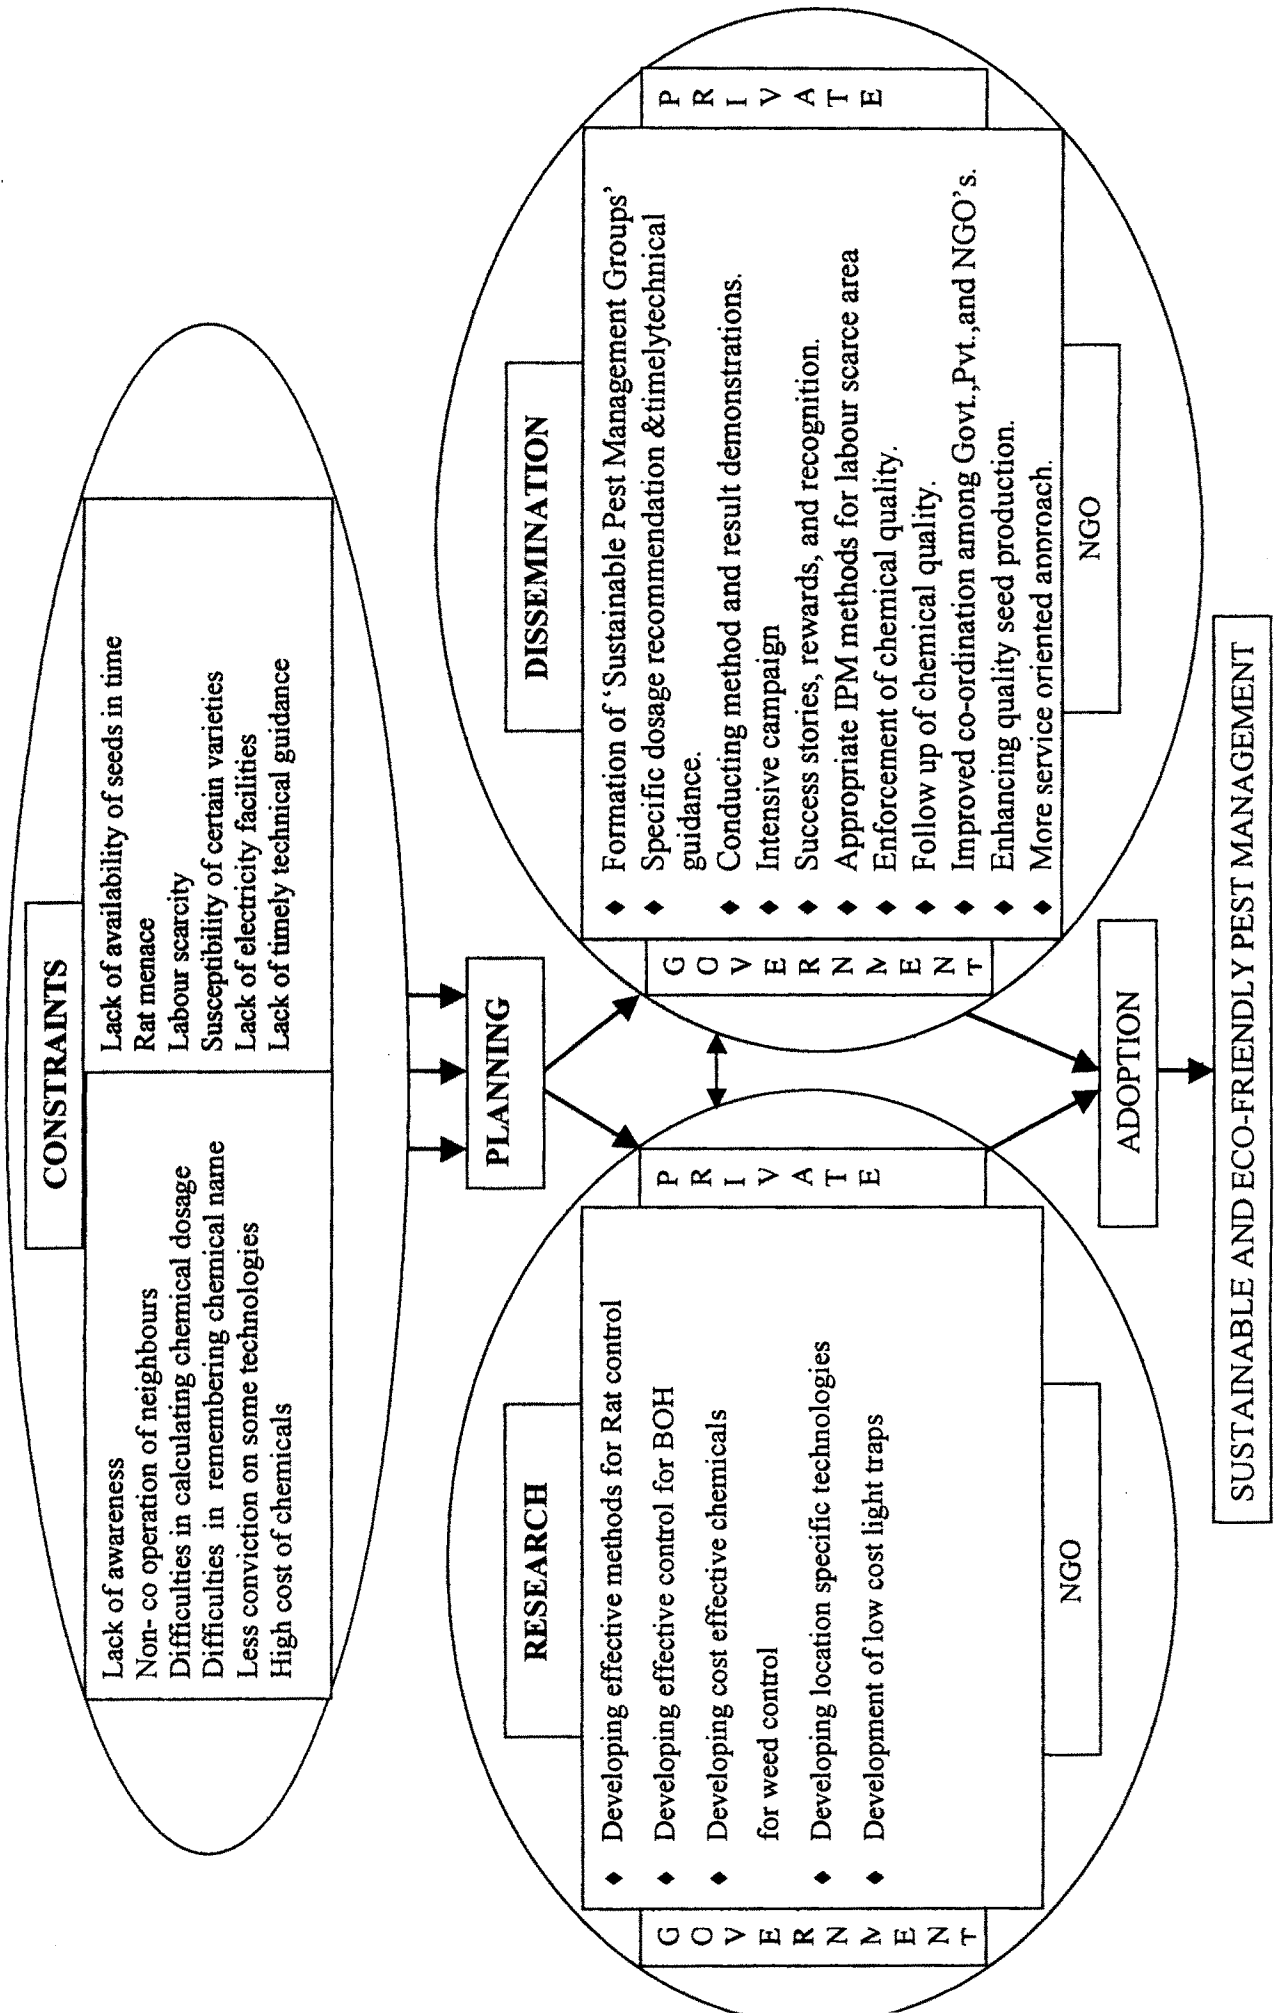 CONSTRAINTS
Lack of awareness
Non- co operation of neighbours
Difficulties in calculating chemical dosage
Difficulties in remembering chemical name
Less conviction on some technologies
High cost of chemicals
Lack of availability of seeds in time
Rat menace
Labour scarcity
Susceptibility of certain varieties
Lack of electricity facilities
Lack of timely technical guidance
PLANNING
RESEARCH
GOVERNMENT
♦ Developing effective methods for Rat control
♦ Developing effective control for BOH
♦ Developing cost effective chemicals
for weed control
♦ Developing location specific technologies
♦ Development of low cost light traps
PRIVATE
NGO
DISSEMINATION
GOVERNMENT
♦ Formation of ‘Sustainable Pest Management Groups’
♦ Specific dosage recommendation &timelytechnical
guidance.
♦ Conducting method and result demonstrations.
♦ Intensive campaign
♦ Success stories, rewards, and recognition.
♦ Appropriate IPM methods for labour scarce area
♦ Enforcement of chemical quality.
♦ Follow up of chemical quality.
♦ Improved co-ordination among Govt.,Pvt.,and NGO’s.
♦ Enhancing quality seed production.
♦ More service oriented approach.
PRIVATE
NGO
ADOPTION
SUSTAINABLE AND ECO-FRIENDLY PEST MANAGEMENT